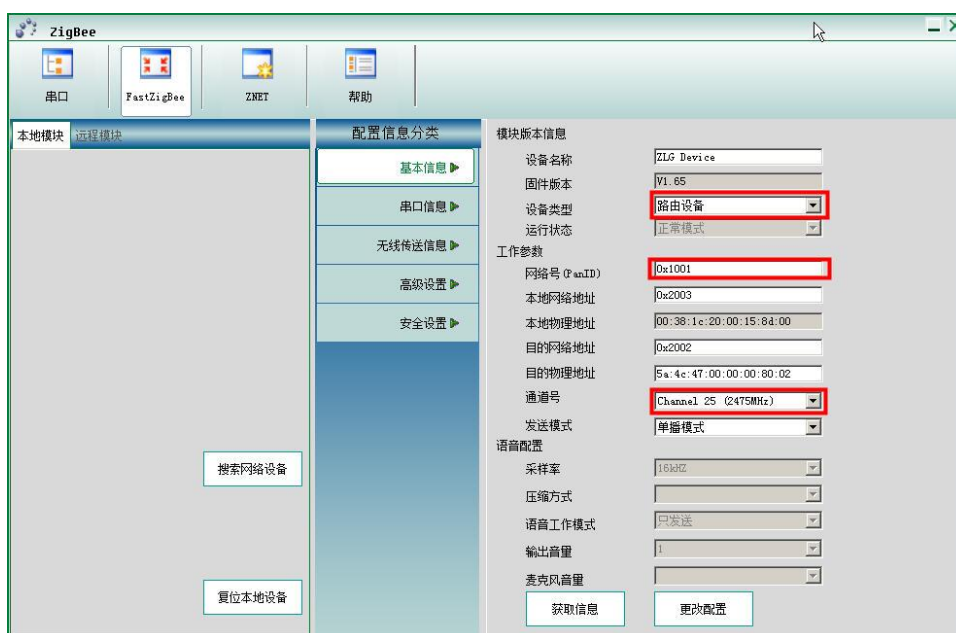 ZigBee
串口
FastZigBee
ZNET
帮助
本地模块 远程模块
搜索网络设备
复位本地设备
配置信息分类
基本信息
串口信息
无线传送信息
高级设置
安全设置
模块版本信息
设备名称 ZLG Device
固件版本 V1.65
设备类型 路由设备
运行状态 正常模式
工作参数
网络号(PanID) 0x1001
本地网络地址 0x2003
本地物理地址 00:38:1c:20:00:15:8d:00
目的网络地址 0x2002
目的物理地址 5a:4c:47:00:00:00:80:02
通道号 Channel 25 (2475MHz)
发送模式 单播模式
语音配置
采样率 16kHZ
压缩方式
语音工作模式 只发送
输出音量 1
麦克风音量
获取信息 更改配置